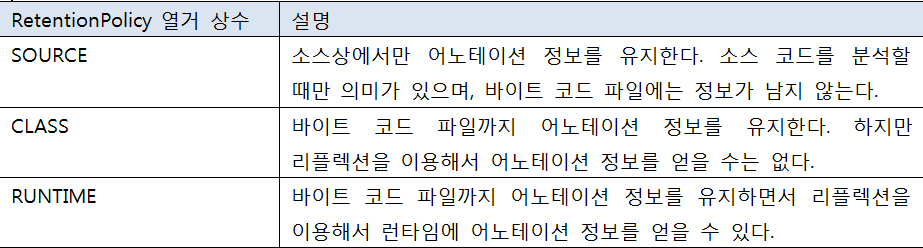 RetentionPolicy 열거 상수 설명
SOURCE 소스상에서만 어노테이션 정보를 유지한다. 소스 코드를 분석할
때만 의미가 있으며, 바이트 코드 파일에는 정보가 남지 않는다.
CLASS 바이트 코드 파일까지 어노테이션 정보를 유지한다. 하지만
리플렉션을 이용해서 어노테이션 정보를 얻을 수는 없다.
RUNTIME 바이트 코드 파일까지 어노테이션 정보를 유지하면서 리플렉션을
이용해서 런타임에 어노테이션 정보를 얻을 수 있다.